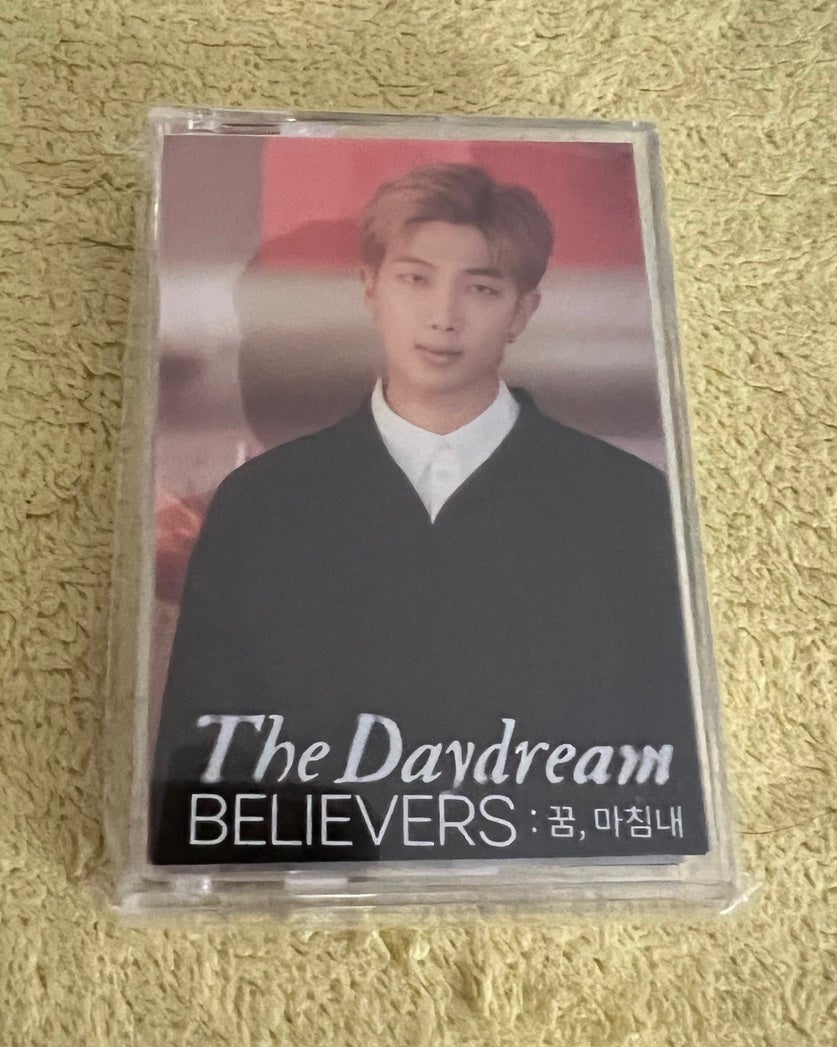 The Daydream
BELIEVERS : 꿈, 마침내